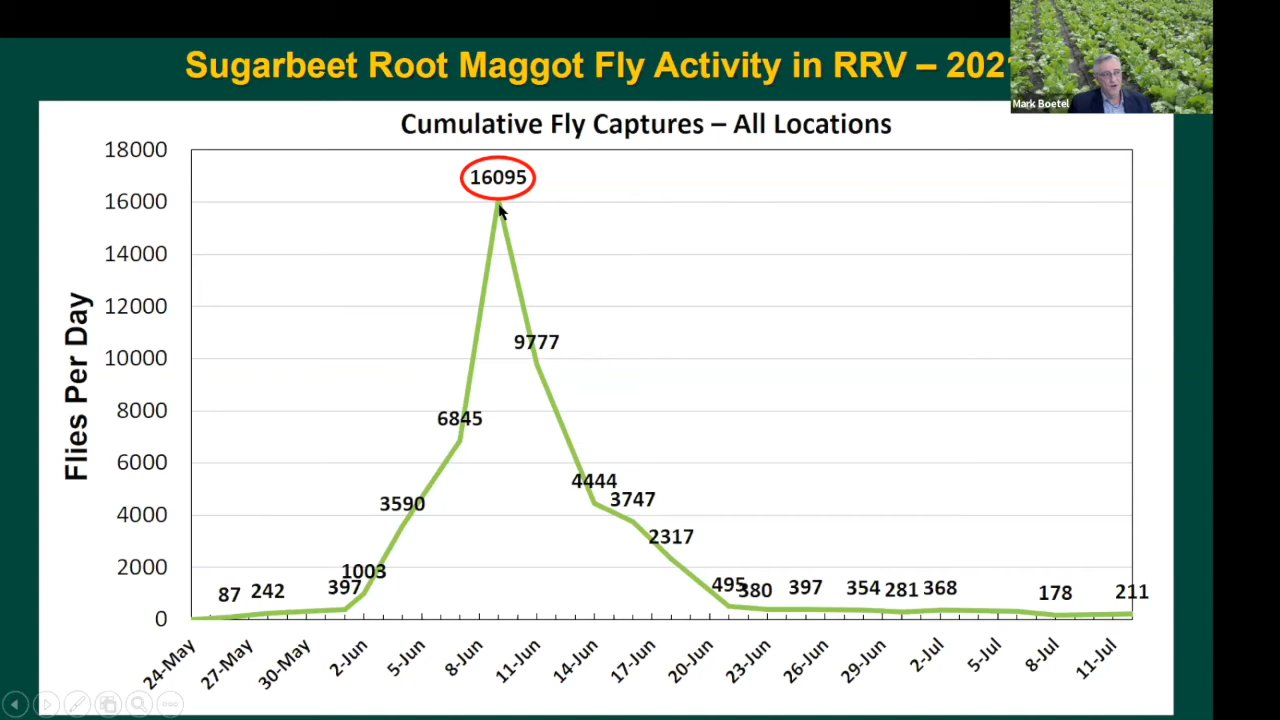 Sugarbeet Root Maggot Fly Activity in RRV – 202
Mark Boetel
Cumulative Fly Captures – All Locations
Flies Per Day
18000
16000
14000
12000
10000
8000
6000
4000
2000
0
87
242
397
1003
3590
6845
16095
9777
4444
3747
2317
495
380
397
354
281
368
178
211
24-May
27-May
30-May
2-Jun
5-Jun
8-Jun
11-Jun
14-Jun
17-Jun
20-Jun
23-Jun
26-Jun
29-Jun
2-Jul
5-Jul
8-Jul
11-Jul